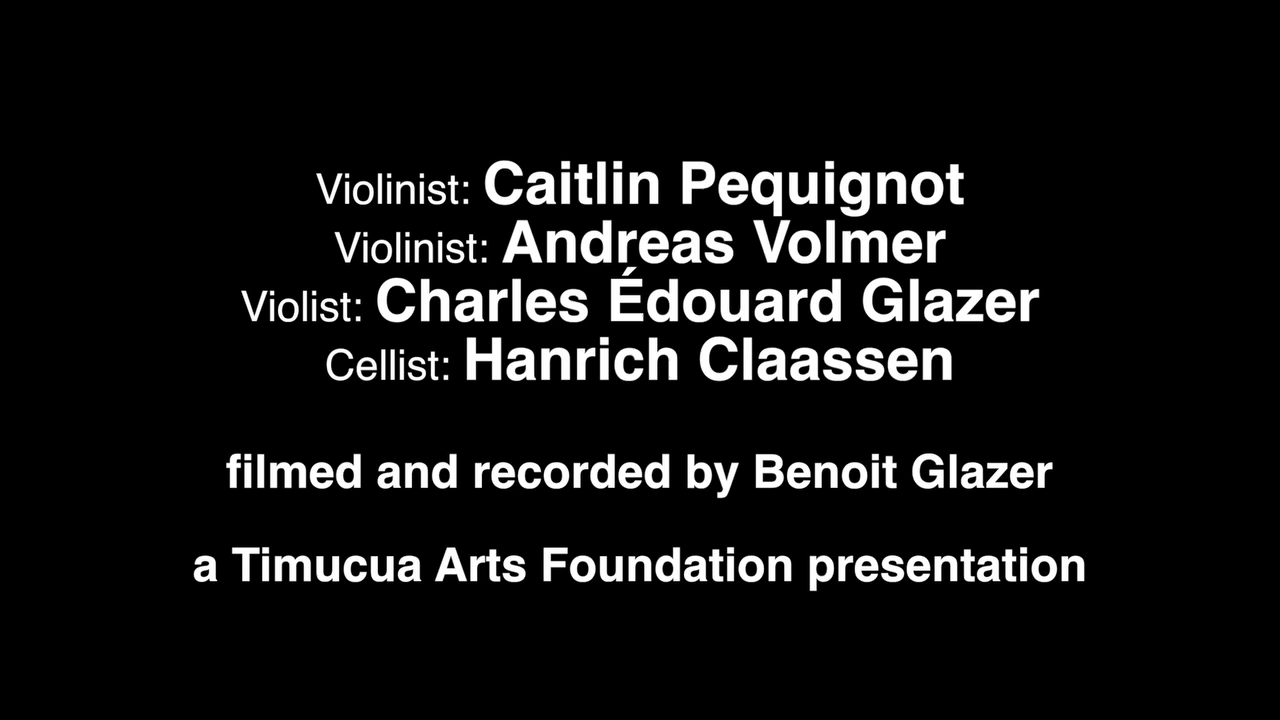 Violinist: Caitlin Pequignot
Violinist: Andreas Volmer
Violist: Charles Édouard Glazer
Cellist: Hanrich Claassen
filmed and recorded by Benoit Glazer
a Timucua Arts Foundation presentation